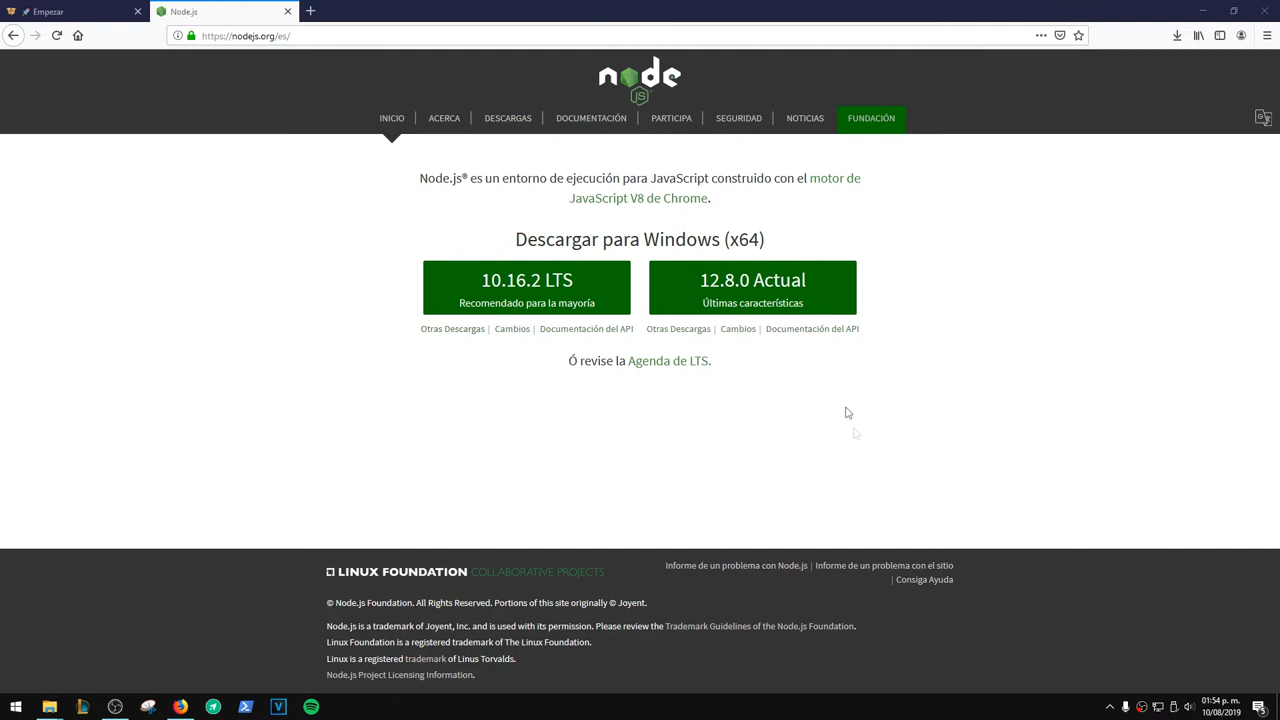 Empezar
Node.js
https://nodejs.org/es/
node
JS
INICIO | ACERCA | DESCARGAS | DOCUMENTACIÓN | PARTICIPA | SEGURIDAD | NOTICIAS | FUNDACIÓN
Node.js® es un entorno de ejecución para JavaScript construido con el motor de
JavaScript V8 de Chrome.
Descargar para Windows (x64)
10.16.2 LTS
Recomendado para la mayoría
12.8.0 Actual
Últimas características
Otras Descargas | Cambios | Documentación del API
Otras Descargas | Cambios | Documentación del API
Ó revise la Agenda de LTS.
LINUX FOUNDATION COLLABORATIVE PROJECTS
Informe de un problema con Node.js | Informe de un problema con el sitio
| Consiga Ayuda
© Node.js Foundation. All Rights Reserved. Portions of this site originally © Joyent.
Node.js is a trademark of Joyent, Inc. and is used with its permission. Please review the Trademark Guidelines of the Node.js Foundation.
Linux Foundation is a registered trademark of The Linux Foundation.
Linux is a registered trademark of Linus Torvalds.
Node.js Project Licensing Information.
01:54 p. m.
10/08/2019
5